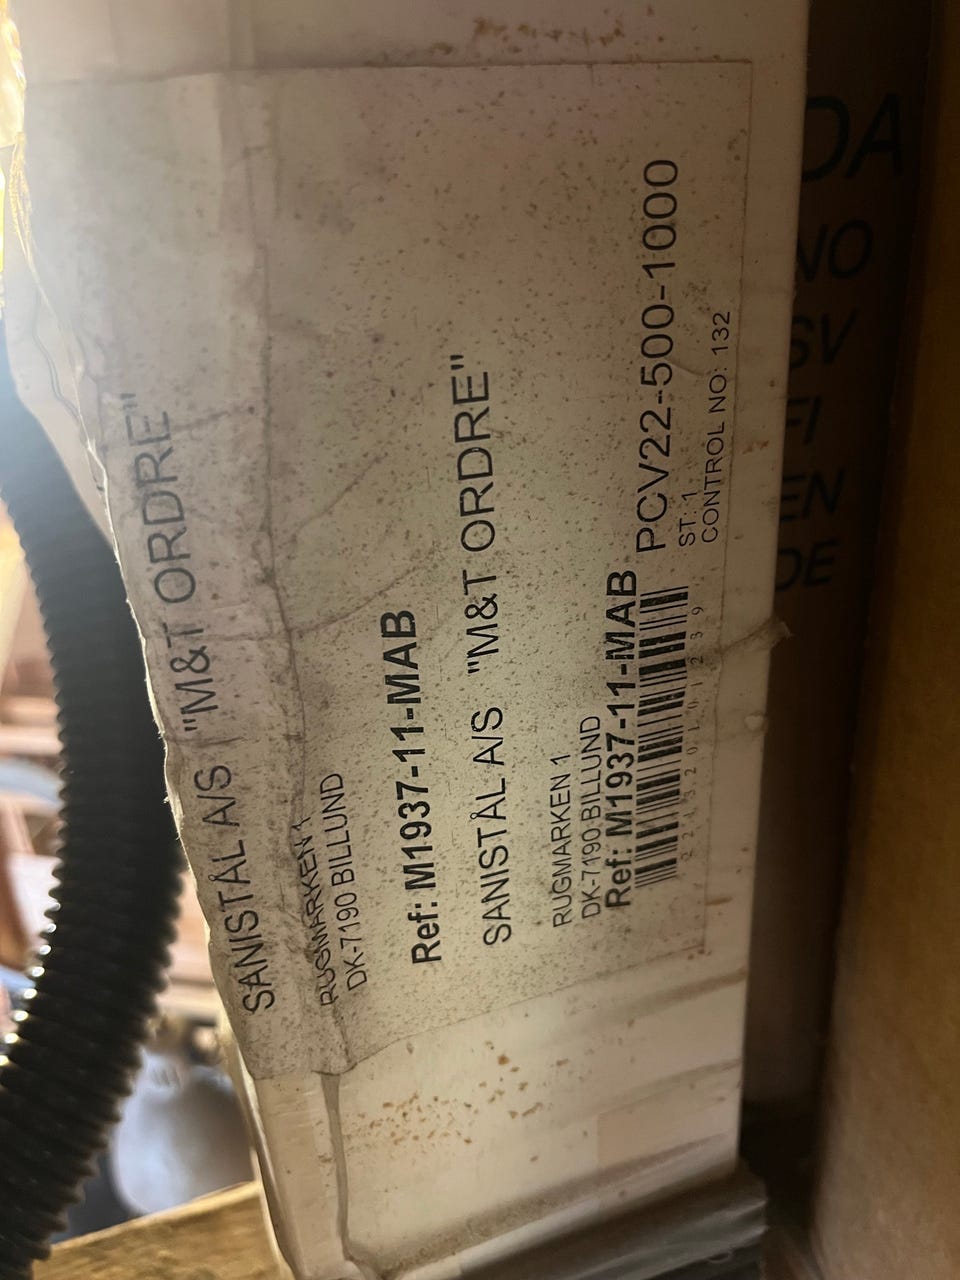 SANISTÅL A/S "M&T ORDRE"
RUGMARKEN 1
DK-7190 BILLUND
Ref: M1937-11-MAB
SANISTÅL A/S "M&T ORDRE"
RUGMARKEN 1
DK-7190 BILLUND
Ref: M1937-11-MAB
PCV22-500-1000
ST: 1
CONTROL NO: 132
DA
NO
SV
FI
EN
DE